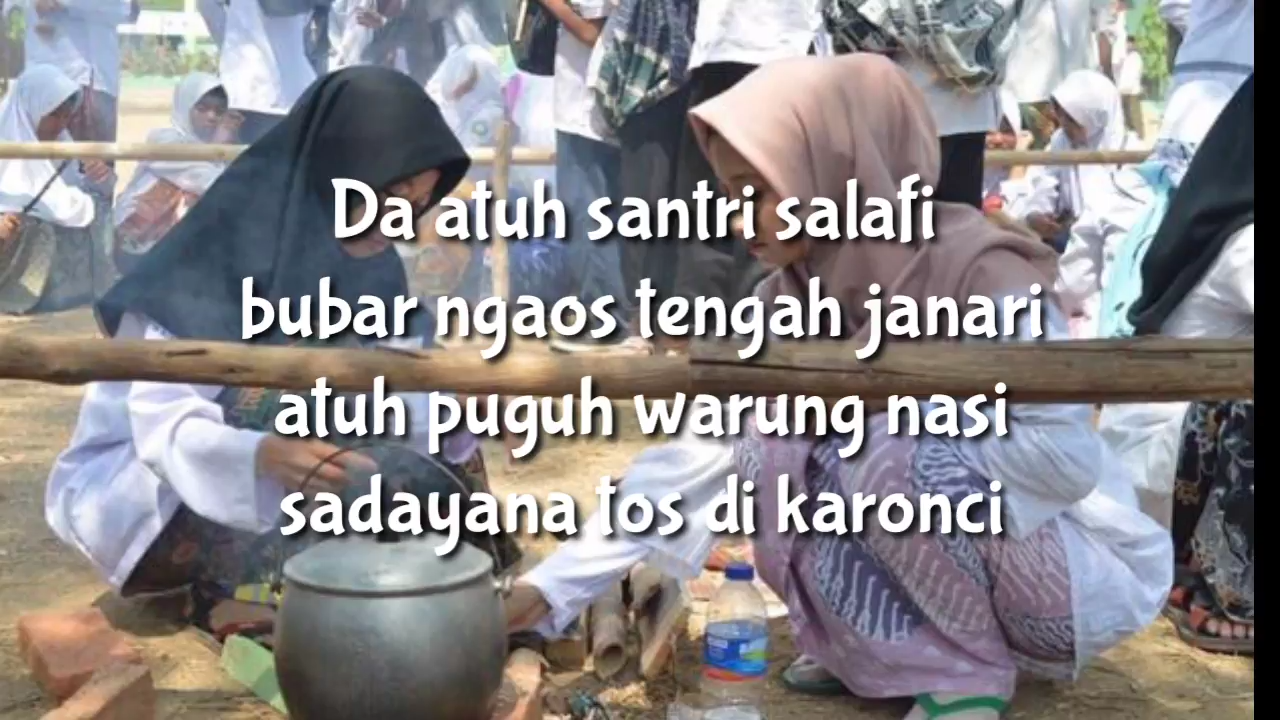 Da atuh santri salafi
bubar ngaos tengah janari
atuh puguh warung nasi
sadayana tos di karonci